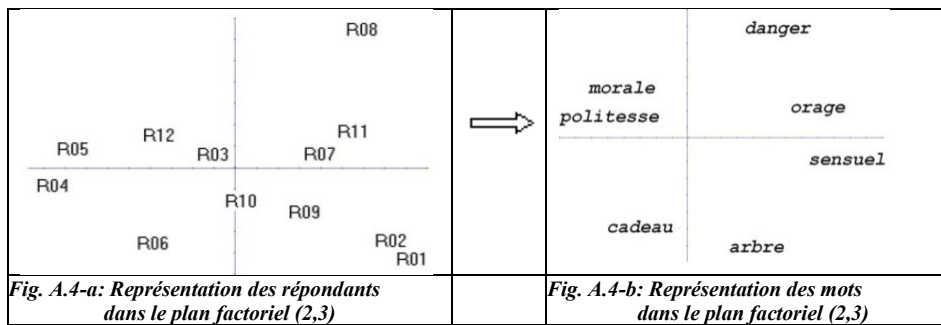 R08
R12
R11
R05
R03
R07
R04
R10
R09
R06
R02
R01
Fig. A.4-a: Représentation des répondants
dans le plan factoriel (2,3)
danger
morale
orage
politesse
sensuel
cadeau
arbre
Fig. A.4-b: Représentation des mots
dans le plan factoriel (2,3)